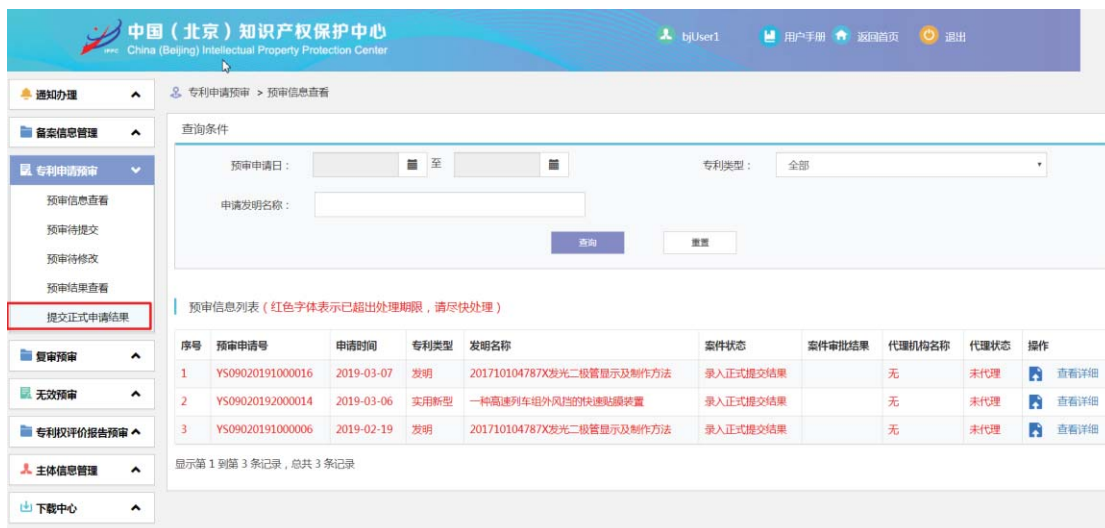 中国（北京）知识产权保护中心
IPPC China (Beijing) Intellectual Property Protection Center
bjUser1 用户手册 返回首页 退出
通知办理
备案信息管理
专利申请预审
预审信息查看
预审待提交
预审待修改
预审结果查看
提交正式申请结果
复审预审
无效预审
专利权评价报告预审
主体信息管理
下载中心
专利申请预审 > 预审信息查看
查询条件
预审申请日： 至 专利类型： 全部
申请发明名称：
查询 重置
预审信息列表（红色字体表示已超出处理期限，请尽快处理）
序号 预审申请号 申请时间 专利类型 发明名称 案件状态 案件审批结果 代理机构名称 代理状态 操作
1 YS09020191000016 2019-03-07 发明 201710104787X发光二极管显示及制作方法 录入正式提交结果 无 未代理 查看详细
2 YS09020192000014 2019-03-06 实用新型 一种高速列车组外风挡的快速贴膜装置 录入正式提交结果 无 未代理 查看详细
3 YS09020191000006 2019-02-19 发明 201710104787X发光二极管显示及制作方法 录入正式提交结果 无 未代理 查看详细
显示第 1 到第 3 条记录，总共 3 条记录